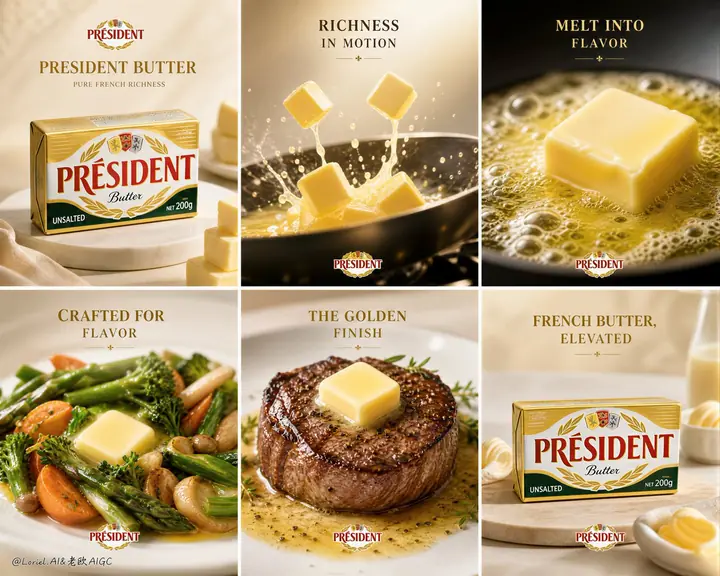 PRÉSIDENT
PRESIDENT BUTTER
PURE FRENCH RICHNESS
PRÉSIDENT
Butter
UNSALTED
NET 200g
RICHNESS
IN MOTION
PRÉSIDENT
MELT INTO
FLAVOR
PRÉSIDENT
CRAFTED FOR
FLAVOR
PRÉSIDENT
@Loriel.AI&老欧AIGC
THE GOLDEN
FINISH
PRÉSIDENT
FRENCH BUTTER,
ELEVATED
PRÉSIDENT
Butter
UNSALTED
NET 200g
PRÉSIDENT